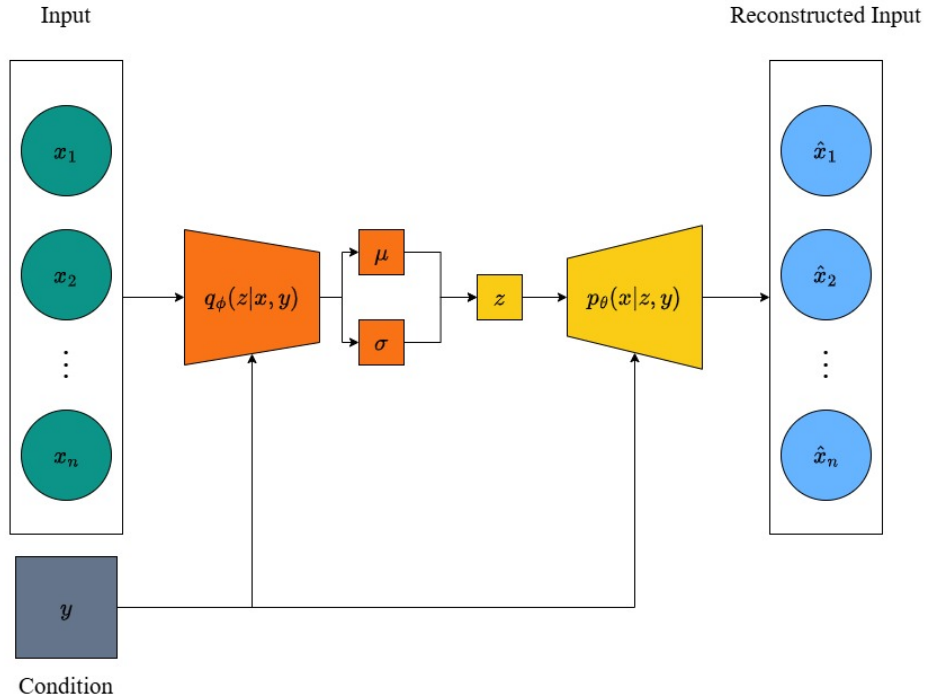 Input
Reconstructed Input
x₁
x̂₁
x₂
x̂₂
μ
q_ϕ(z|x, y)
z
p_θ(x|z, y)
σ
⋮
⋮
xₙ
x̂ₙ
y
Condition